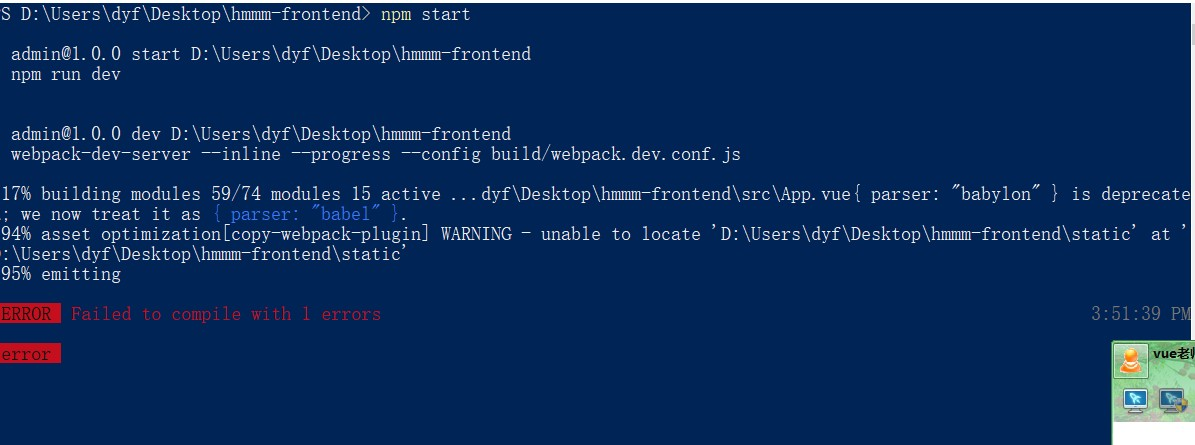 S D:\Users\dyf\Desktop\hmmm-frontend> npm start
admin@1.0.0 start D:\Users\dyf\Desktop\hmmm-frontend
npm run dev
admin@1.0.0 dev D:\Users\dyf\Desktop\hmmm-frontend
webpack-dev-server --inline --progress --config build/webpack.dev.conf.js
17% building modules 59/74 modules 15 active ...dyf\Desktop\hmmm-frontend\src\App.vue{ parser: "babylon" } is deprecate
; we now treat it as { parser: "babel" }.
94% asset optimization[copy-webpack-plugin] WARNING - unable to locate 'D:\Users\dyf\Desktop\hmmm-frontend\static' at '
:\Users\dyf\Desktop\hmmm-frontend\static'
95% emitting
ERROR Failed to compile with 1 errors 3:51:39 PM
error
vue老